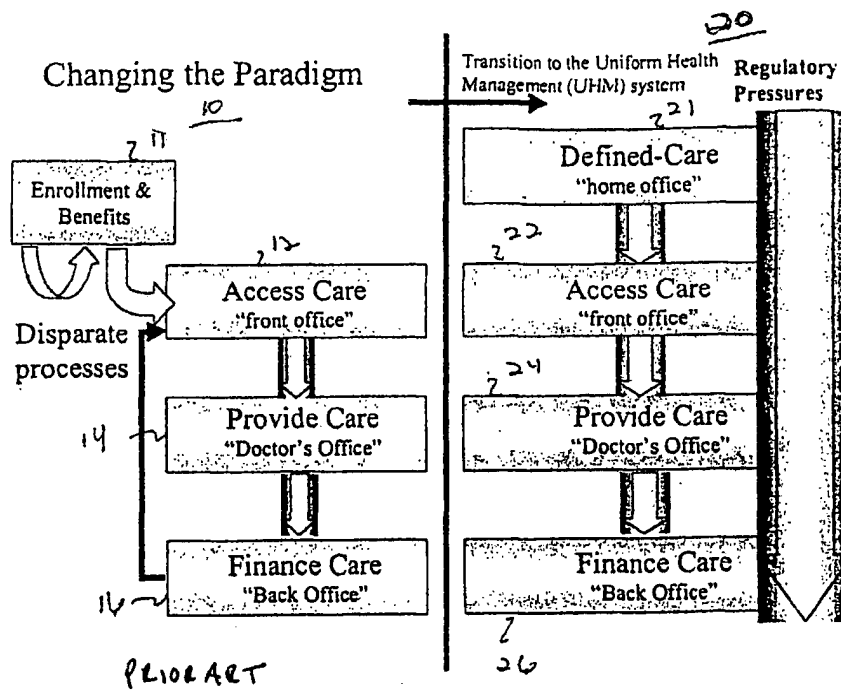 Changing the Paradigm
10
11
Enrollment &
Benefits
12
Access Care
"front office"
Disparate
processes
14
Provide Care
"Doctor's Office"
16
Finance Care
"Back Office"
PRIOR ART
20
Transition to the Uniform Health
Management (UHM) system
Regulatory
Pressures
21
Defined-Care
"home office"
22
Access Care
"front office"
24
Provide Care
"Doctor's Office"
Finance Care
"Back Office"
26